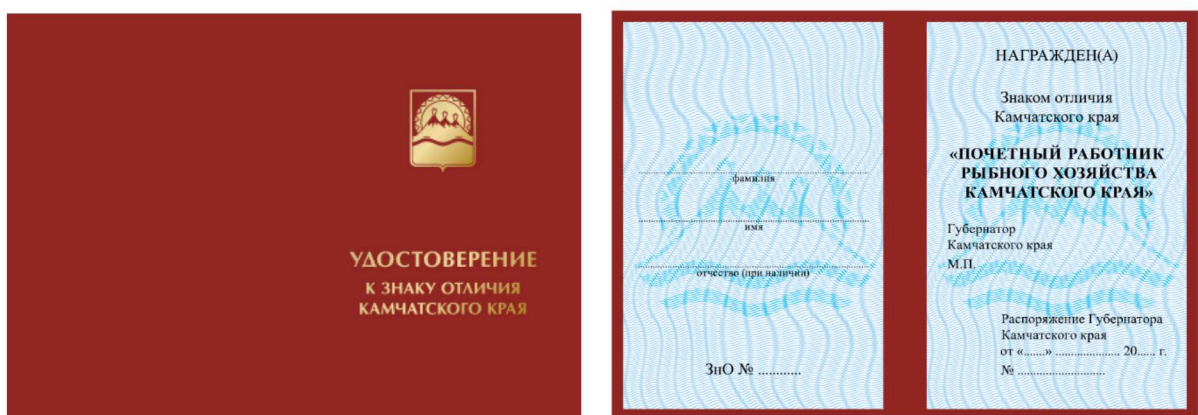 УДОСТОВЕРЕНИЕ
К ЗНАКУ ОТЛИЧИЯ
КАМЧАТСКОГО КРАЯ
фамилия
имя
отчество (при наличии)
ЗнО № ............
НАГРАЖДЕН(А)
Знаком отличия
Камчатского края
«ПОЧЕТНЫЙ РАБОТНИК
РЫБНОГО ХОЗЯЙСТВА
КАМЧАТСКОГО КРАЯ»
Губернатор
Камчатского края
М.П.
Распоряжение Губернатора
Камчатского края
от «.......» ...................... 20...... г.
№ ..............................